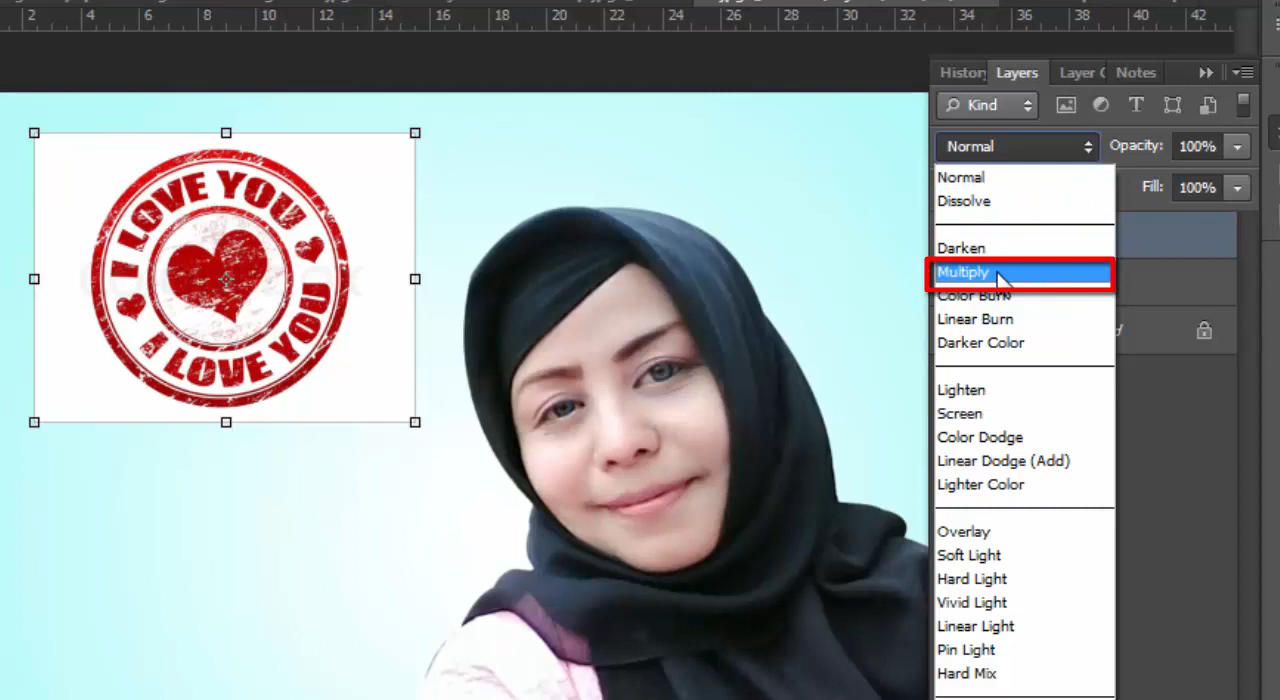 2 4 6 8 10 12 14 16 18 20 22 24 26 28 30 32 34 36 38 40 42
Layers Notes
Kind
Normal Opacity: 100%
Fill: 100%
Normal
Dissolve
Darken
Multiply
Color Burn
Linear Burn
Darker Color
Lighten
Screen
Color Dodge
Linear Dodge (Add)
Lighter Color
Overlay
Soft Light
Hard Light
Vivid Light
Linear Light
Pin Light
Hard Mix
I LOVE YOU
I LOVE YOU